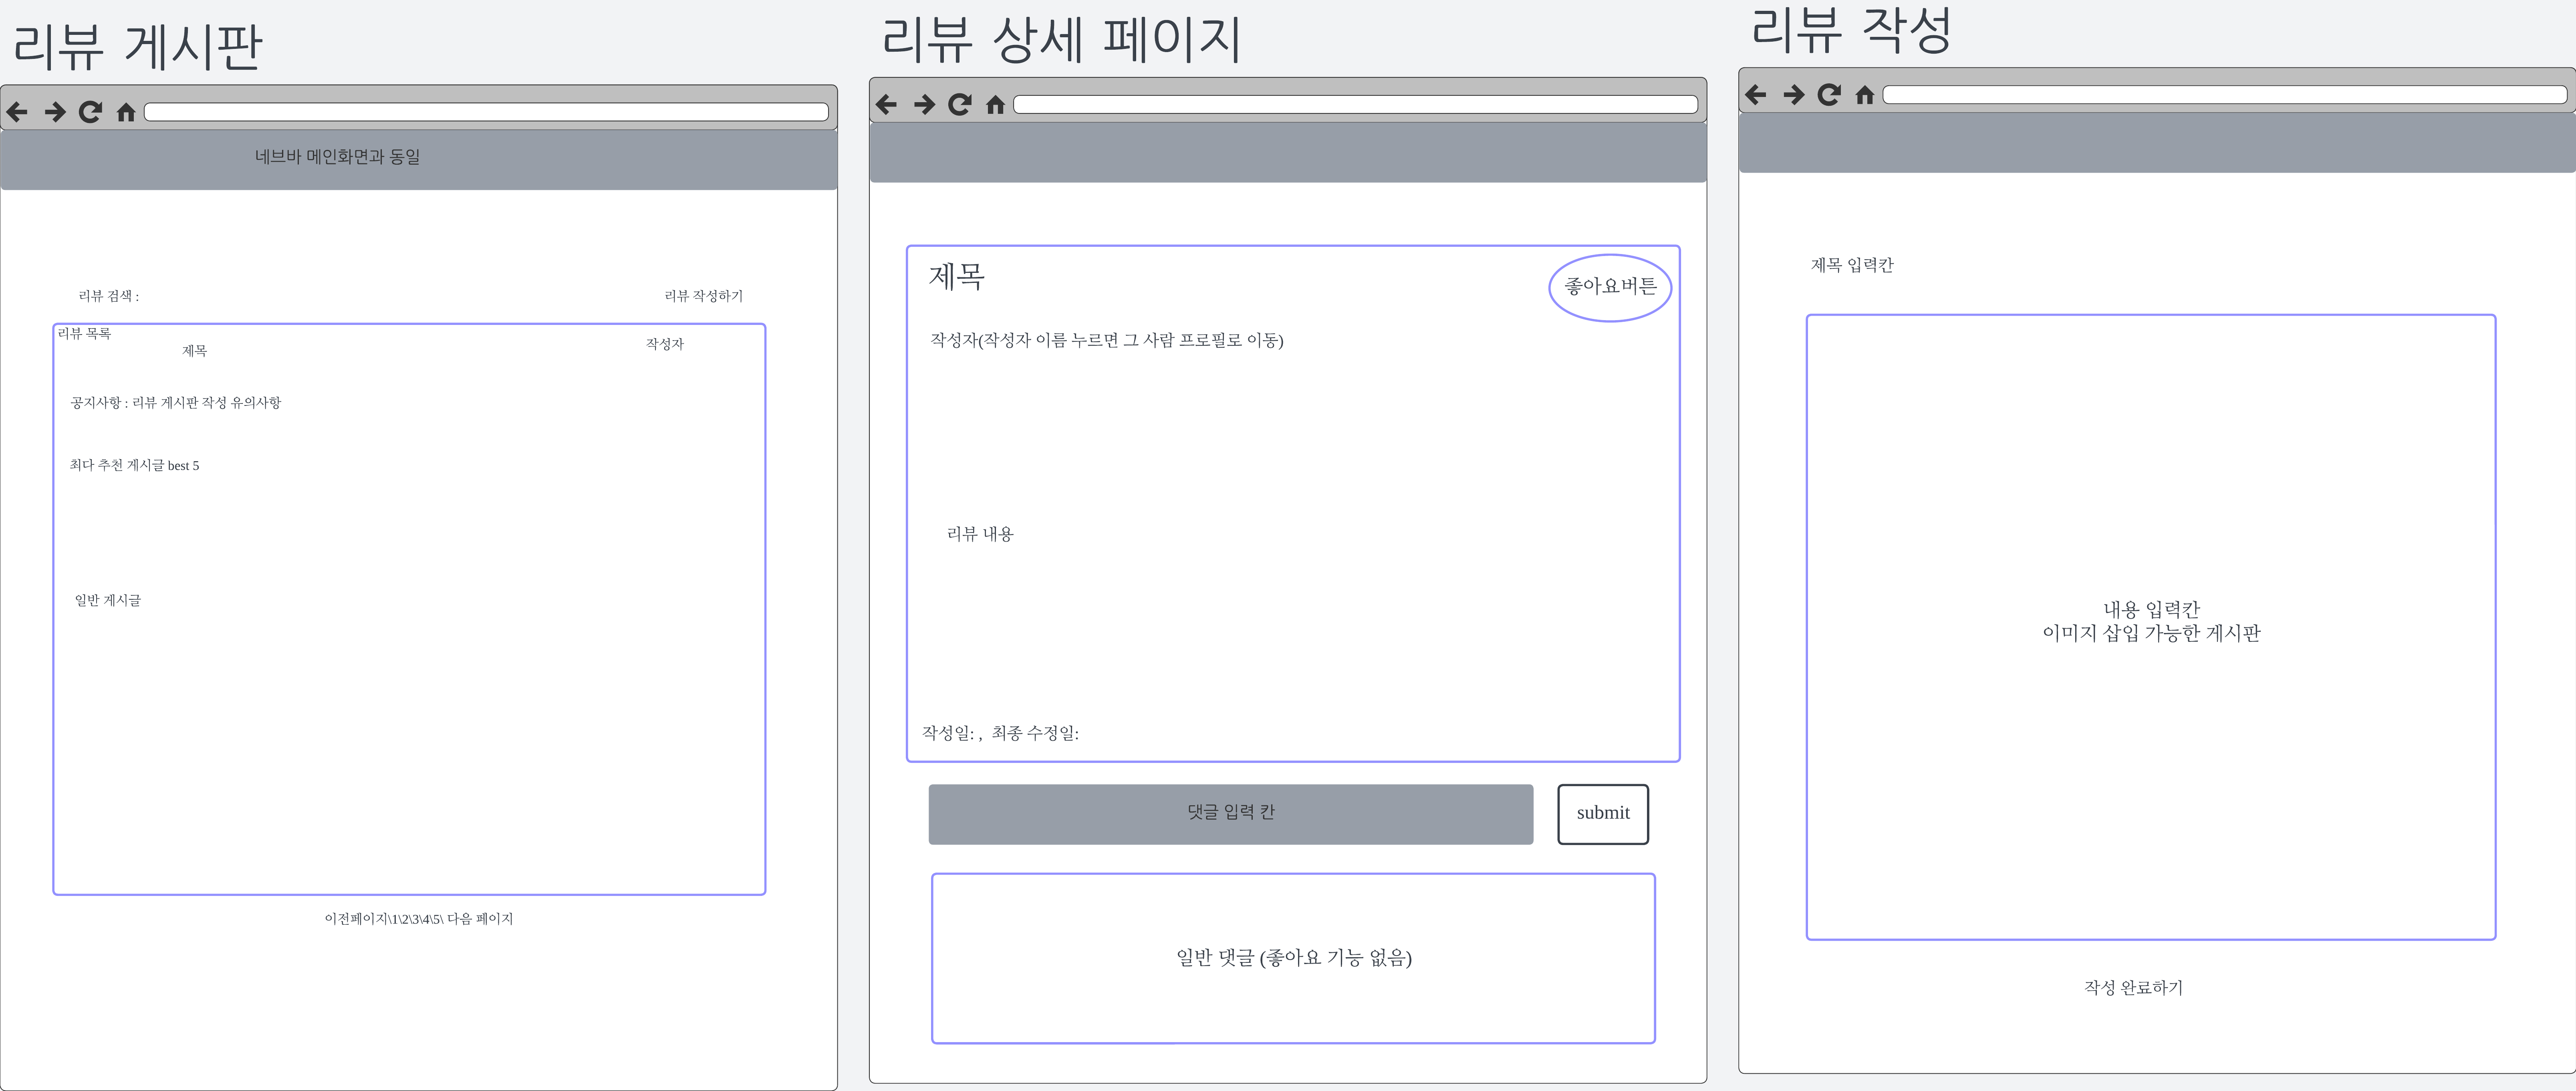 리뷰 게시판
네브바 메인화면과 동일
리뷰 검색 :
리뷰 작성하기
리뷰 목록
제목
작성자
공지사항 : 리뷰 게시판 작성 유의사항
최다 추천 게시글 best 5
일반 게시글
이전페이지\1\2\3\4\5\ 다음 페이지
리뷰 상세 페이지
제목
좋아요버튼
작성자(작성자 이름 누르면 그 사람 프로필로 이동)
리뷰 내용
작성일: , 최종 수정일:
댓글 입력 칸
submit
일반 댓글 (좋아요 기능 없음)
리뷰 작성
제목 입력칸
내용 입력칸
이미지 삽입 가능한 게시판
작성 완료하기